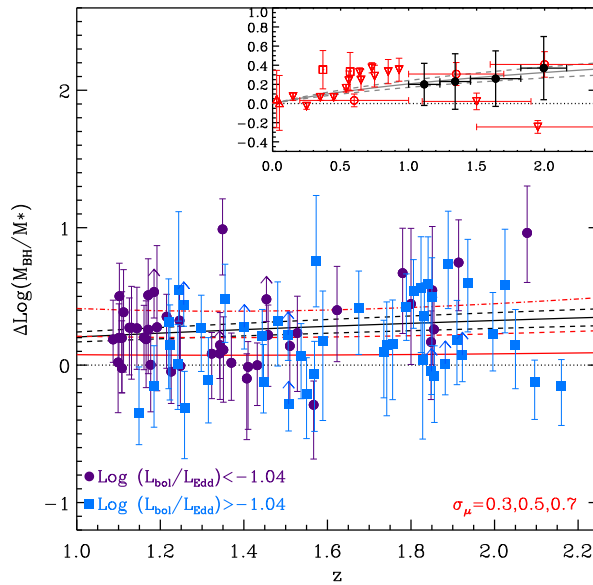 1.0
0.8
0.6
0.4
0.2
0.0
-0.2
-0.4
0.0 0.5 1.0 1.5 2.0
2
1
0
-1
ΔLog(M_BH/M*)
Log (L_bol/L_Edd)<-1.04
Log (L_bol/L_Edd)>-1.04
σ_μ=0.3,0.5,0.7
1.0 1.2 1.4 1.6 1.8 2.0 2.2
z